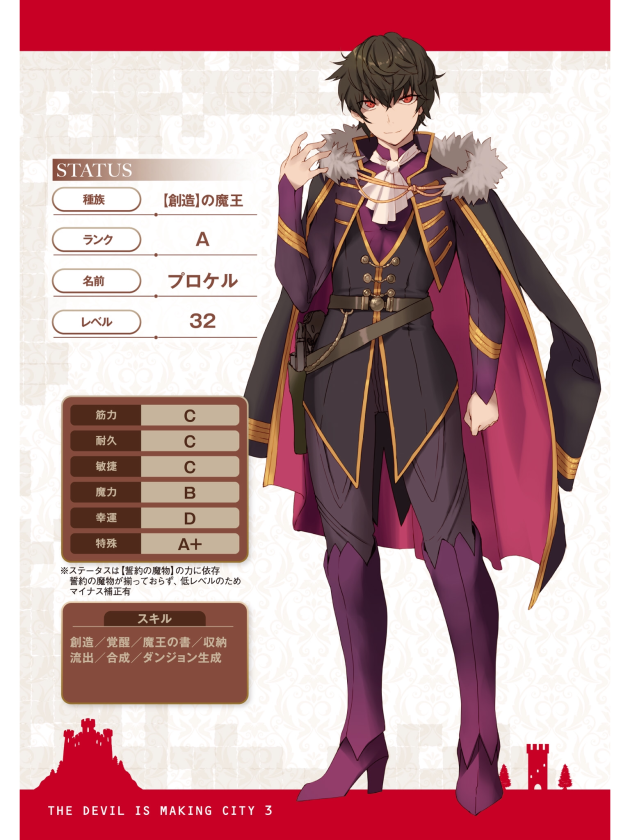 STATUS
種族 【創造】の魔王
ランク A
名前 プロケル
レベル 32
筋力 C
耐久 C
敏捷 C
魔力 B
幸運 D
特殊 A+
※ステータスは【誓約の魔物】の力に依存
誓約の魔物が揃っておらず、低レベルのため
マイナス補正有
スキル
創造／覚醒／魔王の書／収納
流出／合成／ダンジョン生成
THE DEVIL IS MAKING CITY 3